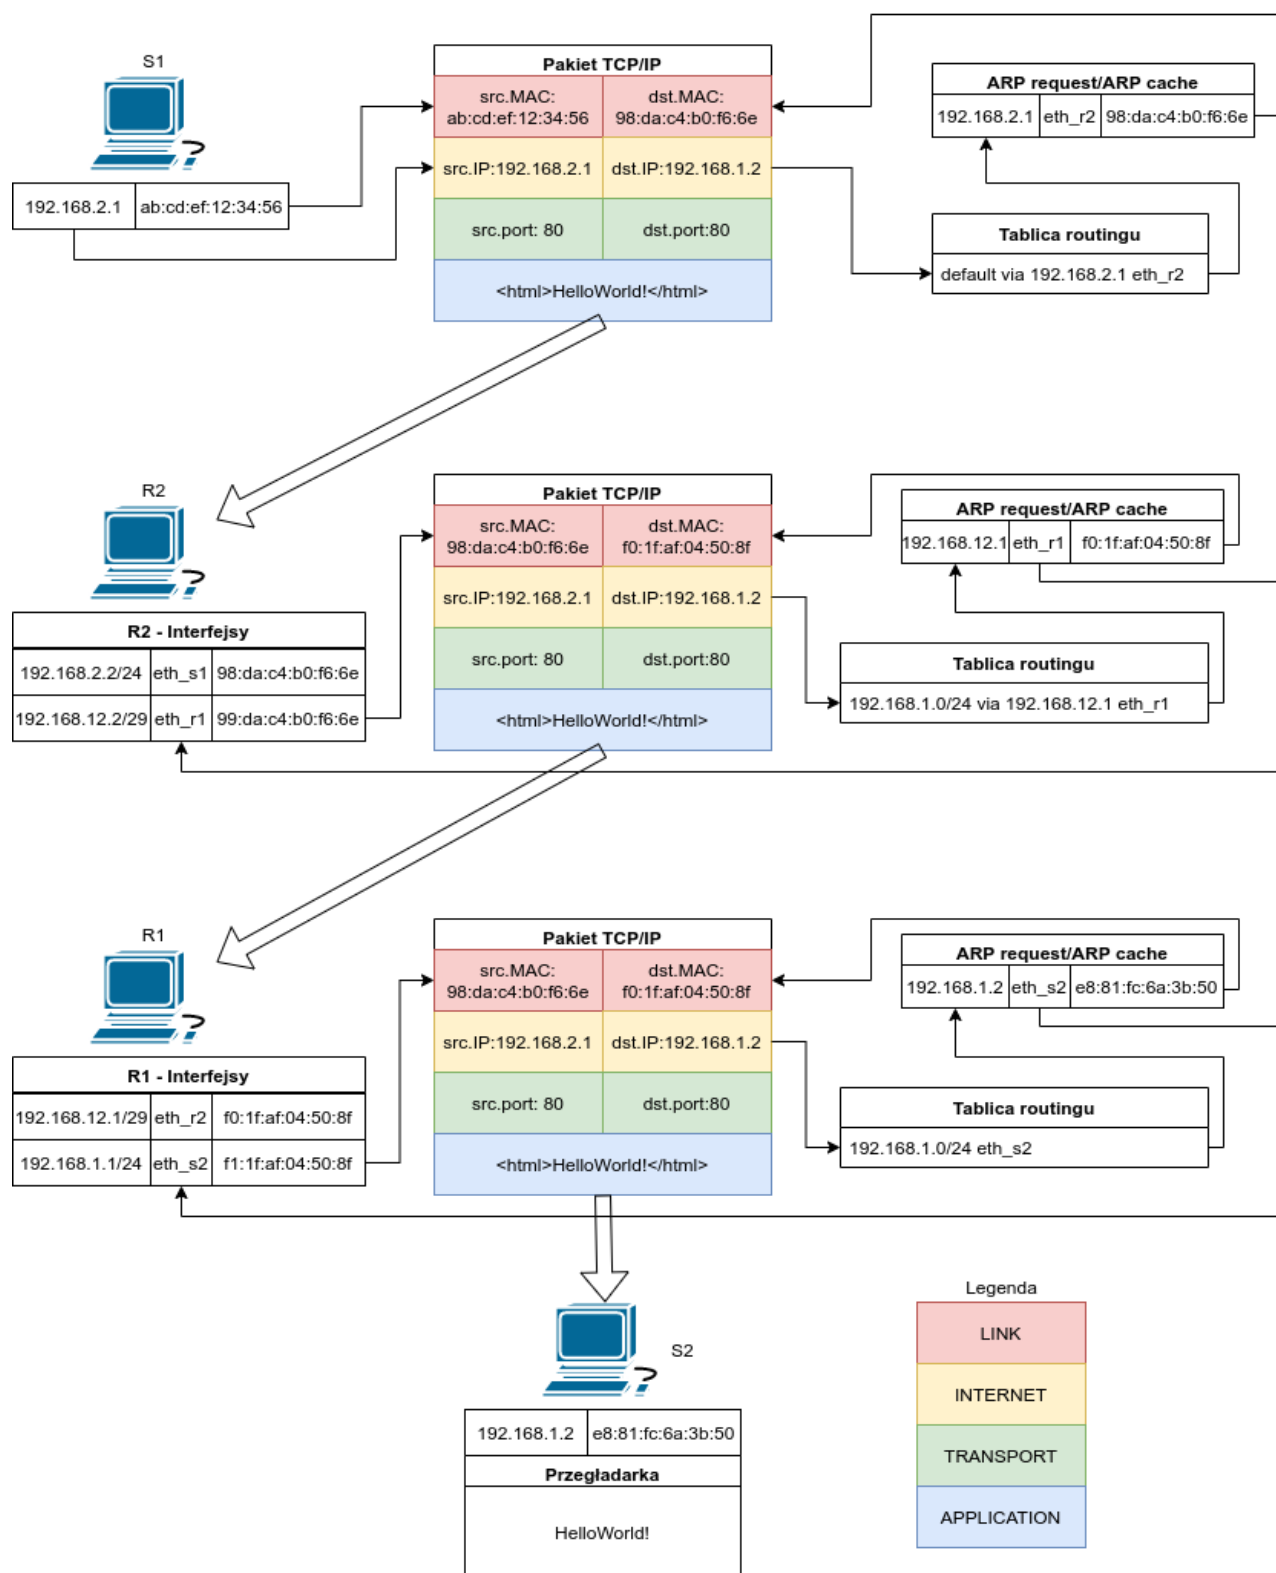 S1
192.168.2.1 ab:cd:ef:12:34:56
Pakiet TCP/IP
src.MAC: dst.MAC:
ab:cd:ef:12:34:56 98:da:c4:b0:f6:6e
src.IP:192.168.2.1 dst.IP:192.168.1.2
src.port: 80 dst.port:80
<html>HelloWorld!</html>
ARP request/ARP cache
192.168.2.1 eth_r2 98:da:c4:b0:f6:6e
Tablica routingu
default via 192.168.2.1 eth_r2
R2
R2 - Interfejsy
192.168.2.2/24 eth_s1 98:da:c4:b0:f6:6e
192.168.12.2/29 eth_r1 99:da:c4:b0:f6:6e
Pakiet TCP/IP
src.MAC: dst.MAC:
98:da:c4:b0:f6:6e f0:1f:af:04:50:8f
src.IP:192.168.2.1 dst.IP:192.168.1.2
src.port: 80 dst.port:80
<html>HelloWorld!</html>
ARP request/ARP cache
192.168.12.1 eth_r1 f0:1f:af:04:50:8f
Tablica routingu
192.168.1.0/24 via 192.168.12.1 eth_r1
R1
R1 - Interfejsy
192.168.12.1/29 eth_r2 f0:1f:af:04:50:8f
192.168.1.1/24 eth_s2 f1:1f:af:04:50:8f
Pakiet TCP/IP
src.MAC: dst.MAC:
98:da:c4:b0:f6:6e f0:1f:af:04:50:8f
src.IP:192.168.2.1 dst.IP:192.168.1.2
src.port: 80 dst.port:80
<html>HelloWorld!</html>
ARP request/ARP cache
192.168.1.2 eth_s2 e8:81:fc:6a:3b:50
Tablica routingu
192.168.1.0/24 eth_s2
S2
192.168.1.2 e8:81:fc:6a:3b:50
Przegładarka
HelloWorld!
Legenda
LINK
INTERNET
TRANSPORT
APPLICATION